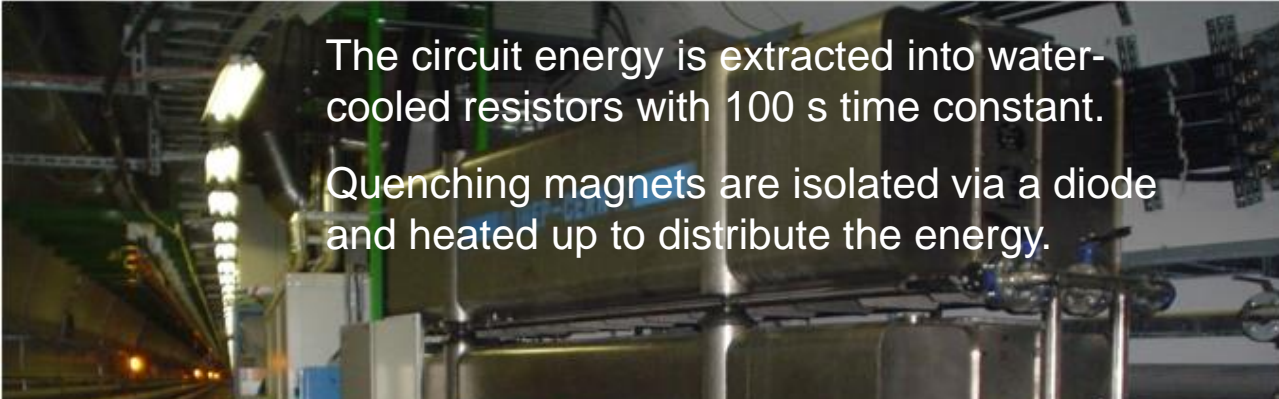 The circuit energy is extracted into water-
cooled resistors with 100 s time constant.
Quenching magnets are isolated via a diode
and heated up to distribute the energy.